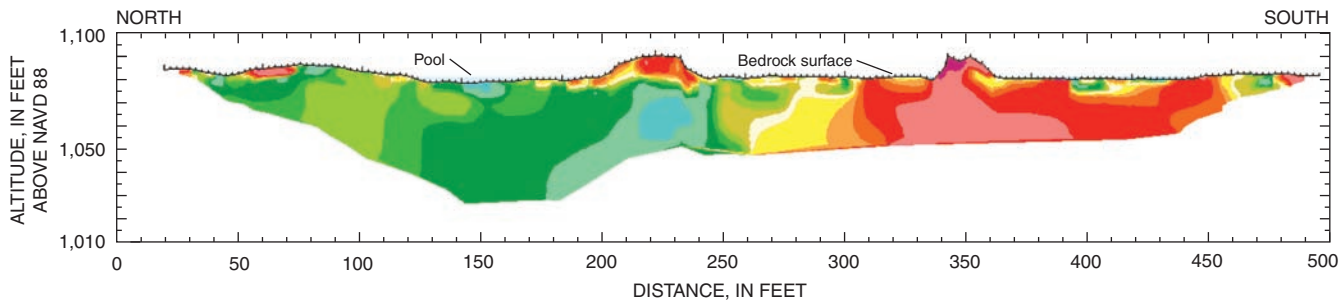 NORTH
SOUTH
ALTITUDE, IN FEET
ABOVE NAVD 88
1,100
1,050
1,010
Pool
Bedrock surface
0 50 100 150 200 250 300 350 400 450 500
DISTANCE, IN FEET